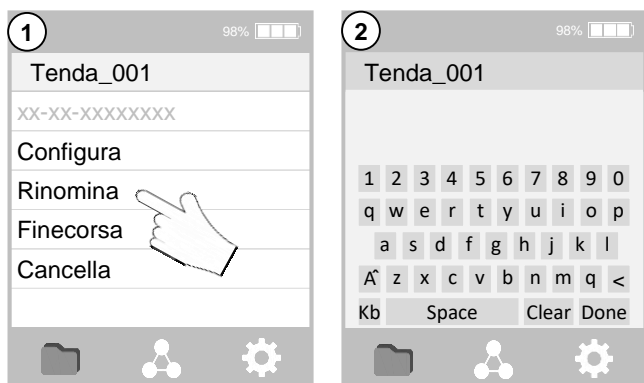 1
98%
Tenda_001
xx-xx-xxxxxxxx
Configura
Rinomina
Finecorsa
Cancella
2
98%
Tenda_001
1 2 3 4 5 6 7 8 9 0
q w e r t y u i o p
a s d f g h j k l
Â z x c v b n m q <
Kb Space Clear Done